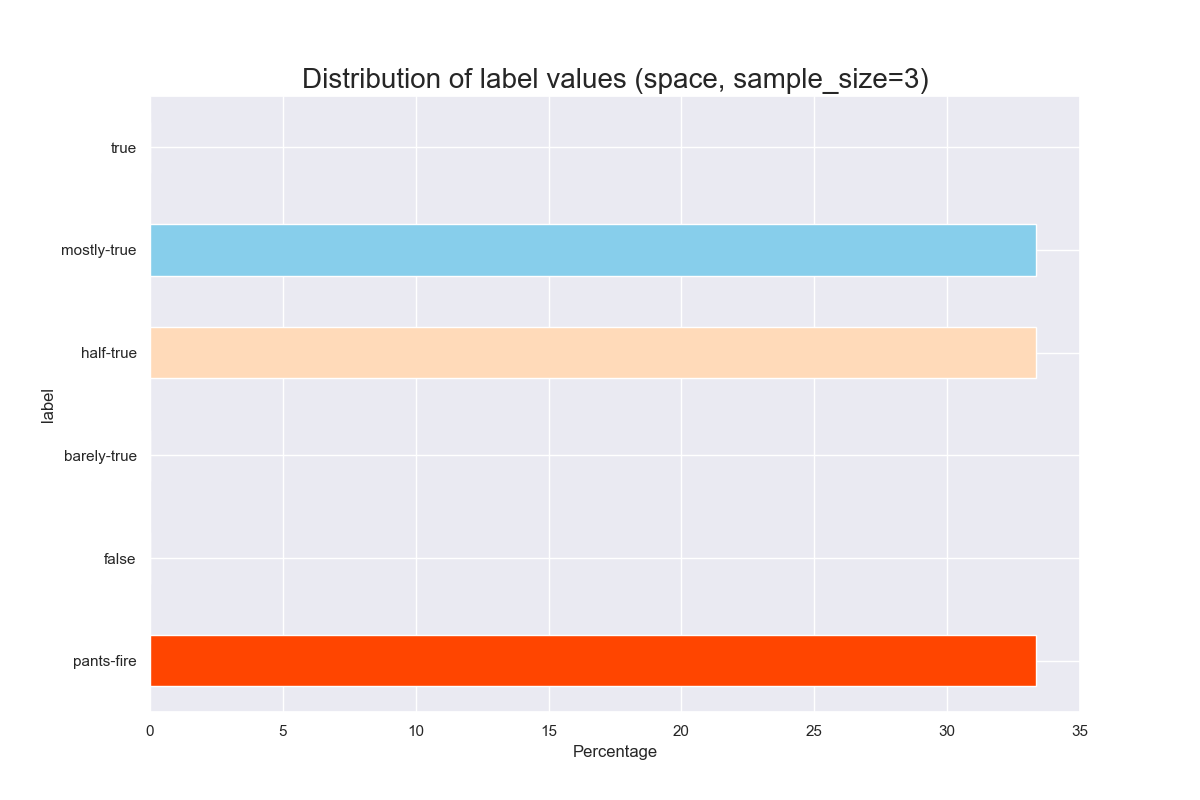 Distribution of label values (space, sample_size=3)
true
mostly-true
half-true
label
barely-true
false
pants-fire
0 5 10 15 20 25 30 35
Percentage